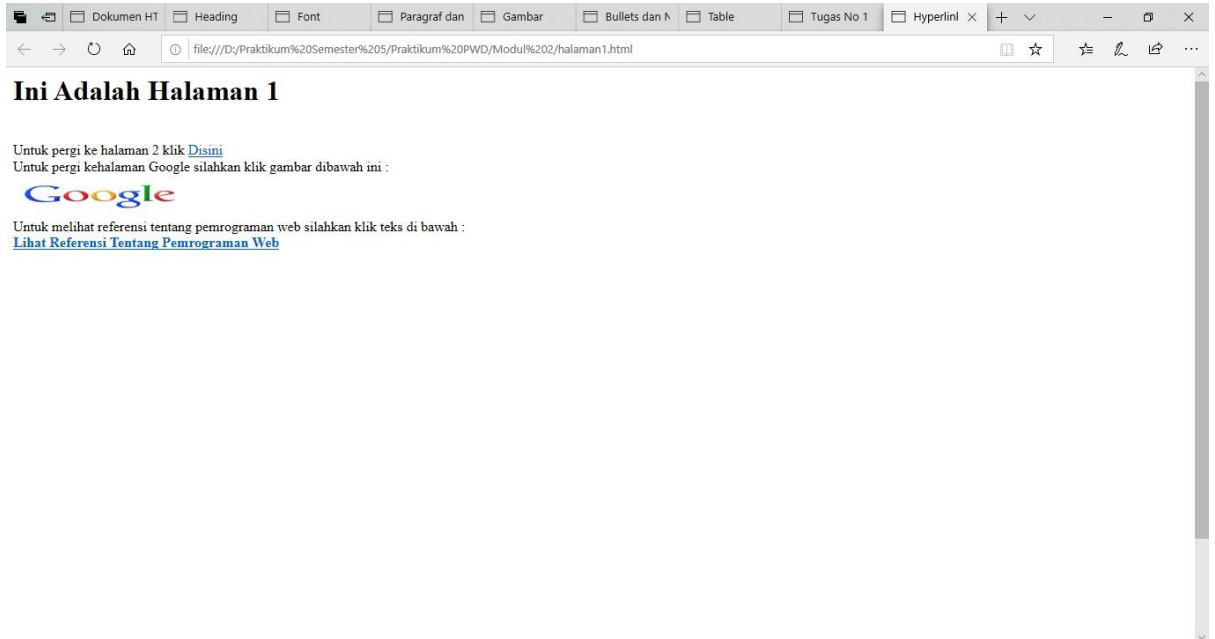 Dokumen HT Heading Font Paragraf dan Gambar Bullets dan N Table Tugas No 1 Hyperlinl
file:///D:/Praktikum%20Semester%205/Praktikum%20PWD/Modul%202/halaman1.html
Ini Adalah Halaman 1
Untuk pergi ke halaman 2 klik Disini
Untuk pergi kehalaman Google silahkan klik gambar dibawah ini :
Google
Untuk melihat referensi tentang pemrograman web silahkan klik teks di bawah :
Lihat Referensi Tentang Pemrograman Web